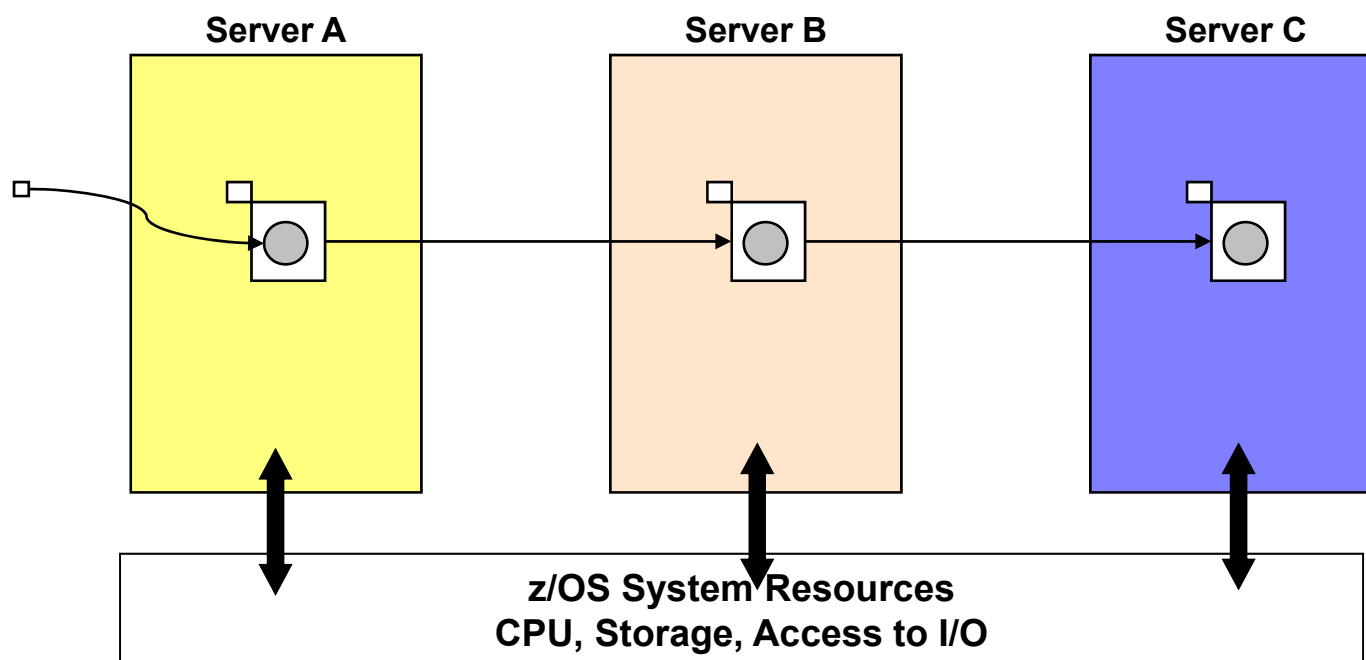 Server A
Server B
Server C
z/OS System Resources
CPU, Storage, Access to I/O